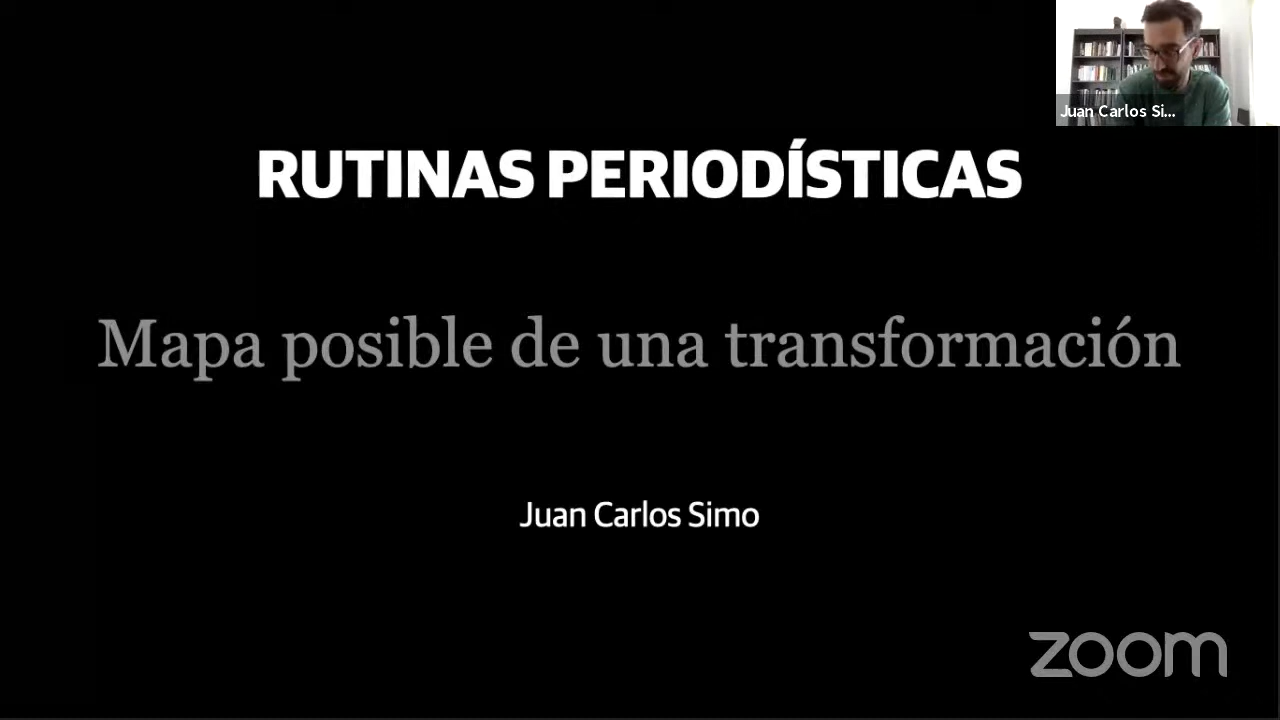 Juan Carlos Si...
RUTINAS PERIODÍSTICAS
Mapa posible de una transformación
Juan Carlos Simo
zoom